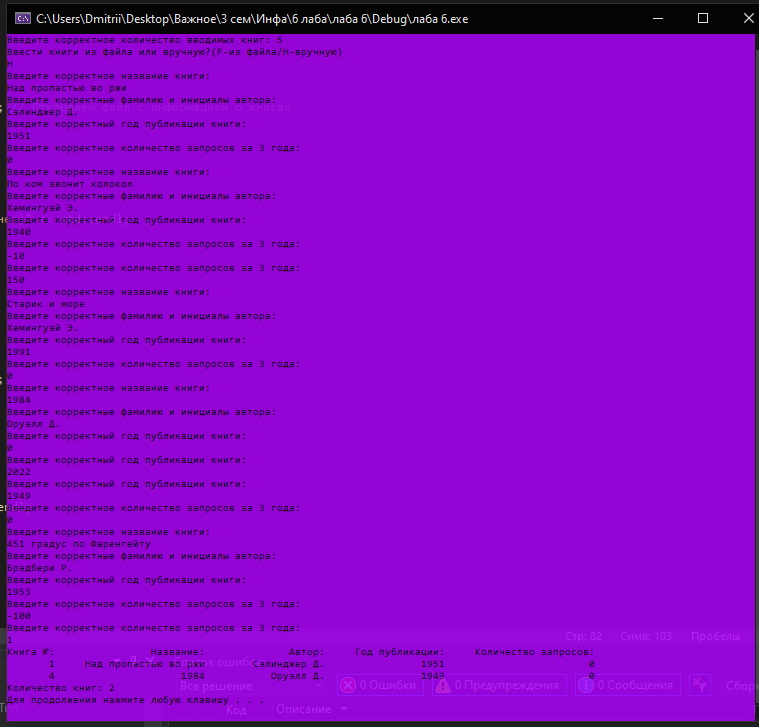 C:\Users\Dmitrii\Desktop\Важное\3 сем\Инфа\6 лаба\лаба 6\Debug\лаба 6.exe
Введите корректное количество вводимых книг: 5
Ввести книги из файла или вручную?(F-из файла/H-вручную)
H
Введите корректное название книги:
Над пропастью во ржи
Введите корректные фамилию и инициалы автора:
Сэлинджер Д.
Введите корректный год публикации книги:
1951
Введите корректное количество запросов за 3 года:
0
Введите корректное название книги:
По ком звонит колокол
Введите корректные фамилию и инициалы автора:
Хемингуэй Э.
Введите корректный год публикации книги:
1940
Введите корректное количество запросов за 3 года:
-10
Введите корректное количество запросов за 3 года:
150
Введите корректное название книги:
Старик и море
Введите корректные фамилию и инициалы автора:
Хемингуэй Э.
Введите корректный год публикации книги:
1991
Введите корректное количество запросов за 3 года:
0
Введите корректное название книги:
1984
Введите корректные фамилию и инициалы автора:
Оруэлл Д.
Введите корректный год публикации книги:
0
Введите корректный год публикации книги:
2022
Введите корректный год публикации книги:
1949
Введите корректное количество запросов за 3 года:
0
Введите корректное название книги:
451 градус по Фаренгейту
Введите корректные фамилию и инициалы автора:
Брэдбери Р.
Введите корректный год публикации книги:
1953
Введите корректное количество запросов за 3 года:
-100
Введите корректное количество запросов за 3 года:
1
Стр: 82 Симв: 103 Пробелы
Книга №: Название: Автор: Год публикации: Количество запросов:
1 Над пропастью во ржи Сэлинджер Д. 1951 0
4 1984 Оруэлл Д. 1949 0
Количество книг: 2
Все решение 0 Ошибки 0 Предупреждения 0 Сообщения
Для продолжения нажмите любую клавишу . . .
Код Описание